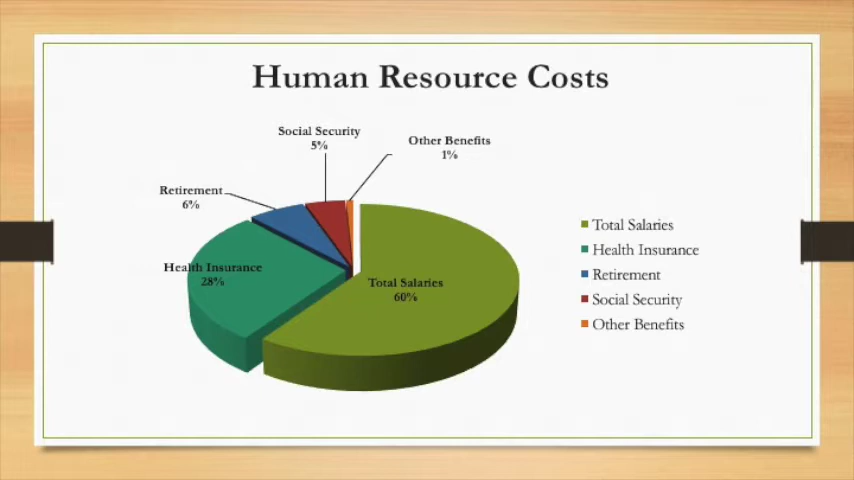 Human Resource Costs
Social Security
5%
Other Benefits
1%
Retirement
6%
Health Insurance
28%
Total Salaries
60%
Total Salaries
Health Insurance
Retirement
Social Security
Other Benefits